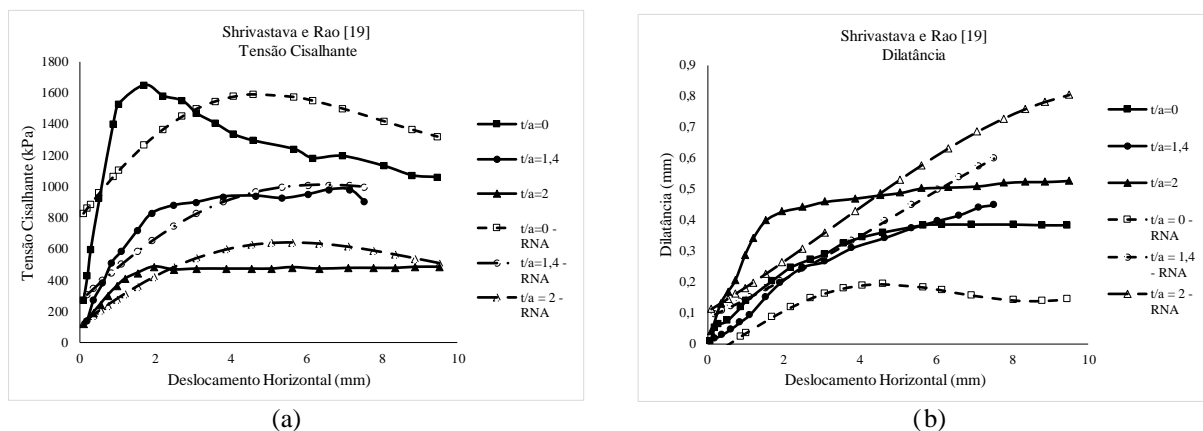 Shrivastava e Rao [19]
Tensão Cisalhante
1800
1600
1400
1200
1000
800
600
400
200
0
Tensão Cisalhante (kPa)
0 2 4 6 8 10
Deslocamento Horizontal (mm)
t/a=0
t/a=1,4
t/a=2
t/a=0 -
RNA
t/a=1,4 -
RNA
t/a = 2 -
RNA
(a)
Shrivastava e Rao [19]
Dilatância
0,9
0,8
0,7
0,6
0,5
0,4
0,3
0,2
0,1
0
Dilatância (mm)
0 2 4 6 8 10
Deslocamento Horizontal (mm)
t/a=0
t/a=1,4
t/a=2
t/a = 0 -
RNA
t/a = 1,4
- RNA
t/a = 2 -
RNA
(b)